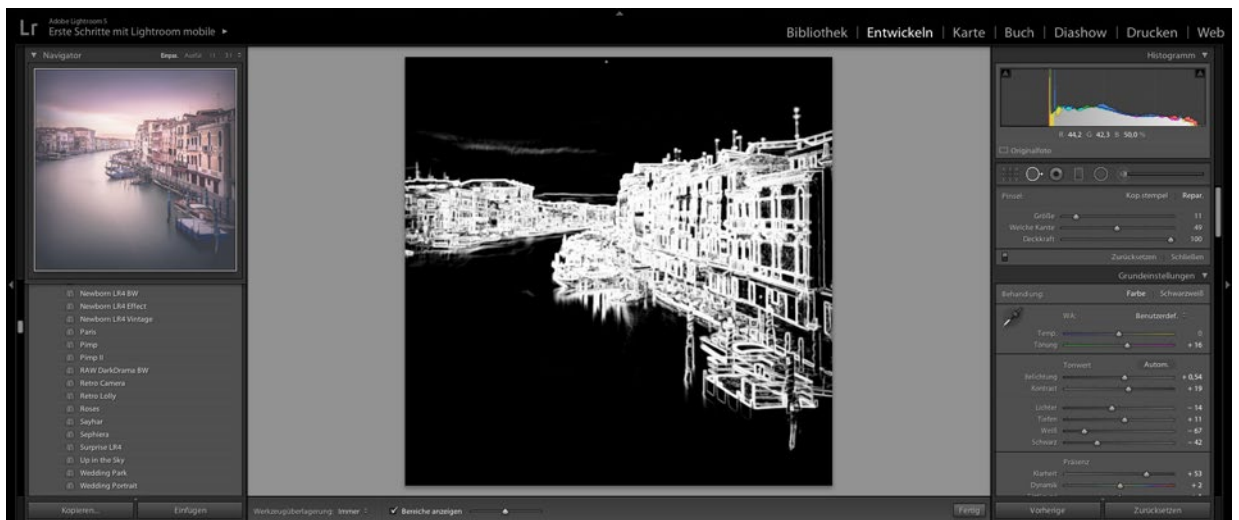 Lr
Adobe Lightroom 5
Erste Schritte mit Lightroom mobile
Bibliothek | Entwickeln | Karte | Buch | Diashow | Drucken | Web
Navigator
Newborn LR4 BW
Newborn LR4 Effect
Newborn LR4 Vintage
Paris
Pimp
Pimp II
RAW DarkDrama BW
Retro Camera
Retro Lolly
Roses
Sayhar
Sephiera
Surprise LR4
Up in the Sky
Wedding Park
Wedding Portrait
Kopieren... Einfügen
Werkzeugüberlagerung: Immer
Bereiche anzeigen
Fertig
Histogramm
R 44,2 G 42,3 B 50,0 %
Originalfoto
Pinsel: Kop.stempel Repar.
Größe 11
Weiche Kante 49
Deckkraft 100
Zurücksetzen Schließen
Grundeinstellungen
Behandlung: Farbe Schwarzweiß
WA: Benutzerdef.
Temp. 0
Tönung + 16
Tonwert Autom.
Belichtung + 0,54
Kontrast + 19
Lichter − 14
Tiefen + 11
Weiß − 67
Schwarz − 42
Präsenz
Klarheit + 53
Dynamik + 2
Vorherige Zurücksetzen